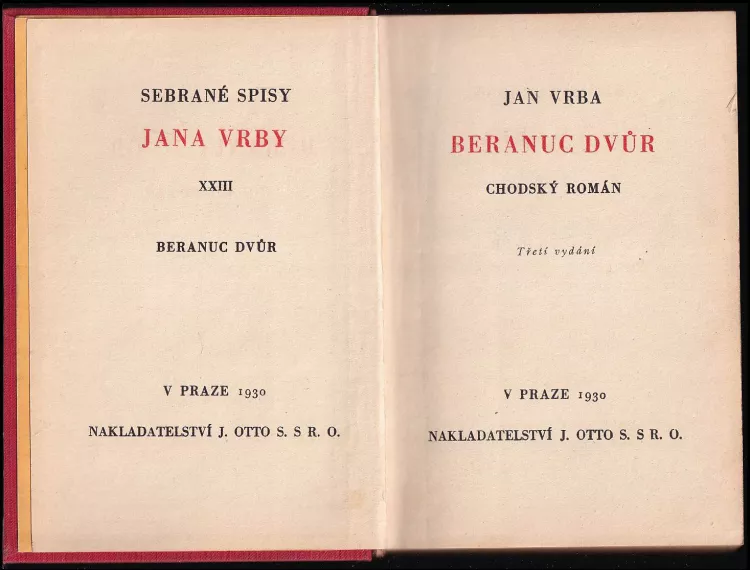 SEBRANÉ SPISY
JANA VRBY
XXIII
BERANUC DVŮR
V PRAZE 1930
NAKLADATELSTVÍ J. OTTO S. S R. O.
JAN VRBA
BERANUC DVŮR
CHODSKÝ ROMÁN
Třetí vydání
V PRAZE 1930
NAKLADATELSTVÍ J. OTTO S. S R. O.